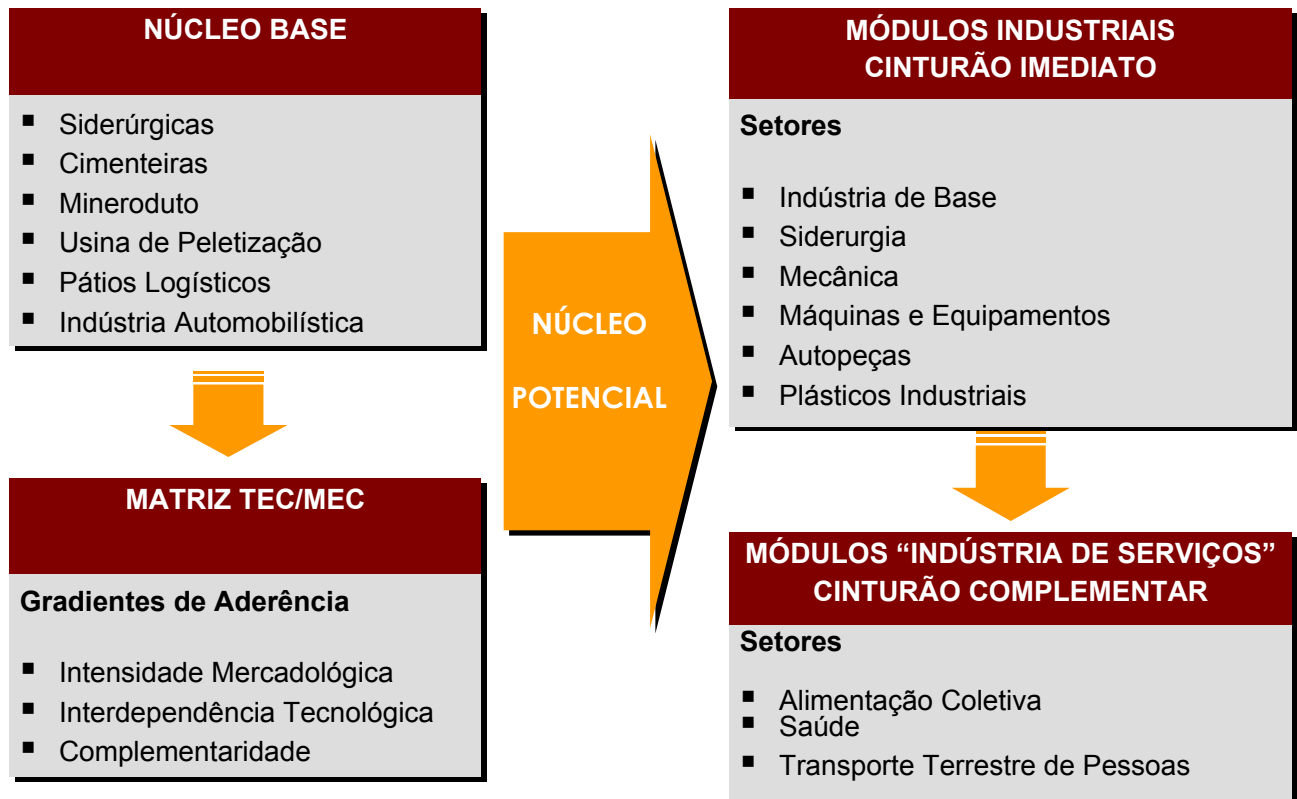 NÚCLEO BASE
▪ Siderúrgicas
▪ Cimenteiras
▪ Mineroduto
▪ Usina de Peletização
▪ Pátios Logísticos
▪ Indústria Automobilística
MATRIZ TEC/MEC
Gradientes de Aderência
▪ Intensidade Mercadológica
▪ Interdependência Tecnológica
▪ Complementaridade
NÚCLEO
POTENCIAL
MÓDULOS INDUSTRIAIS
CINTURÃO IMEDIATO
Setores
▪ Indústria de Base
▪ Siderurgia
▪ Mecânica
▪ Máquinas e Equipamentos
▪ Autopeças
▪ Plásticos Industriais
MÓDULOS “INDÚSTRIA DE SERVIÇOS”
CINTURÃO COMPLEMENTAR
Setores
▪ Alimentação Coletiva
▪ Saúde
▪ Transporte Terrestre de Pessoas